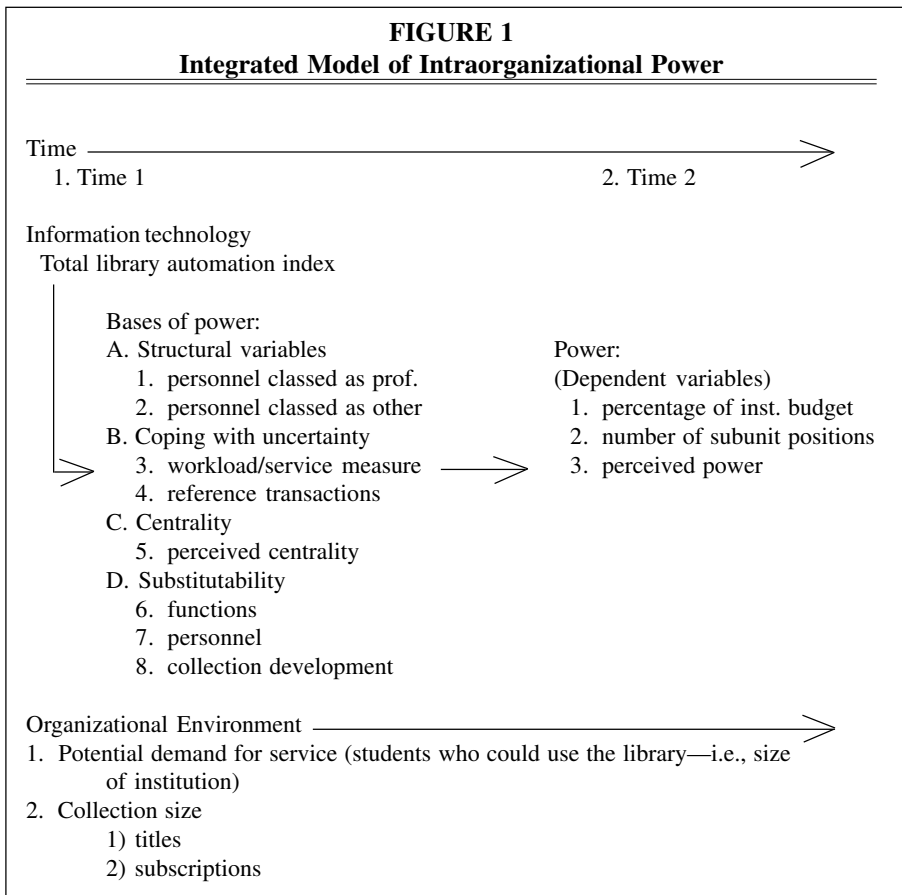 FIGURE 1
Integrated Model of Intraorganizational Power
Time
1. Time 1
2. Time 2
Information technology
Total library automation index
Bases of power:
A. Structural variables
1. personnel classed as prof.
2. personnel classed as other
B. Coping with uncertainty
3. workload/service measure
4. reference transactions
C. Centrality
5. perceived centrality
D. Substitutability
6. functions
7. personnel
8. collection development
Power:
(Dependent variables)
1. percentage of inst. budget
2. number of subunit positions
3. perceived power
Organizational Environment
1. Potential demand for service (students who could use the library—i.e., size
of institution)
2. Collection size
1) titles
2) subscriptions